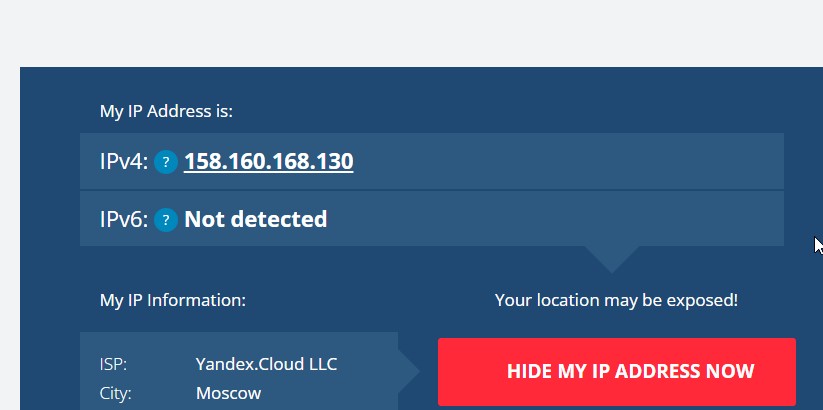 My IP Address is:
IPv4: ? 158.160.168.130
IPv6: ? Not detected
My IP Information:
Your location may be exposed!
ISP: Yandex.Cloud LLC
City: Moscow
HIDE MY IP ADDRESS NOW